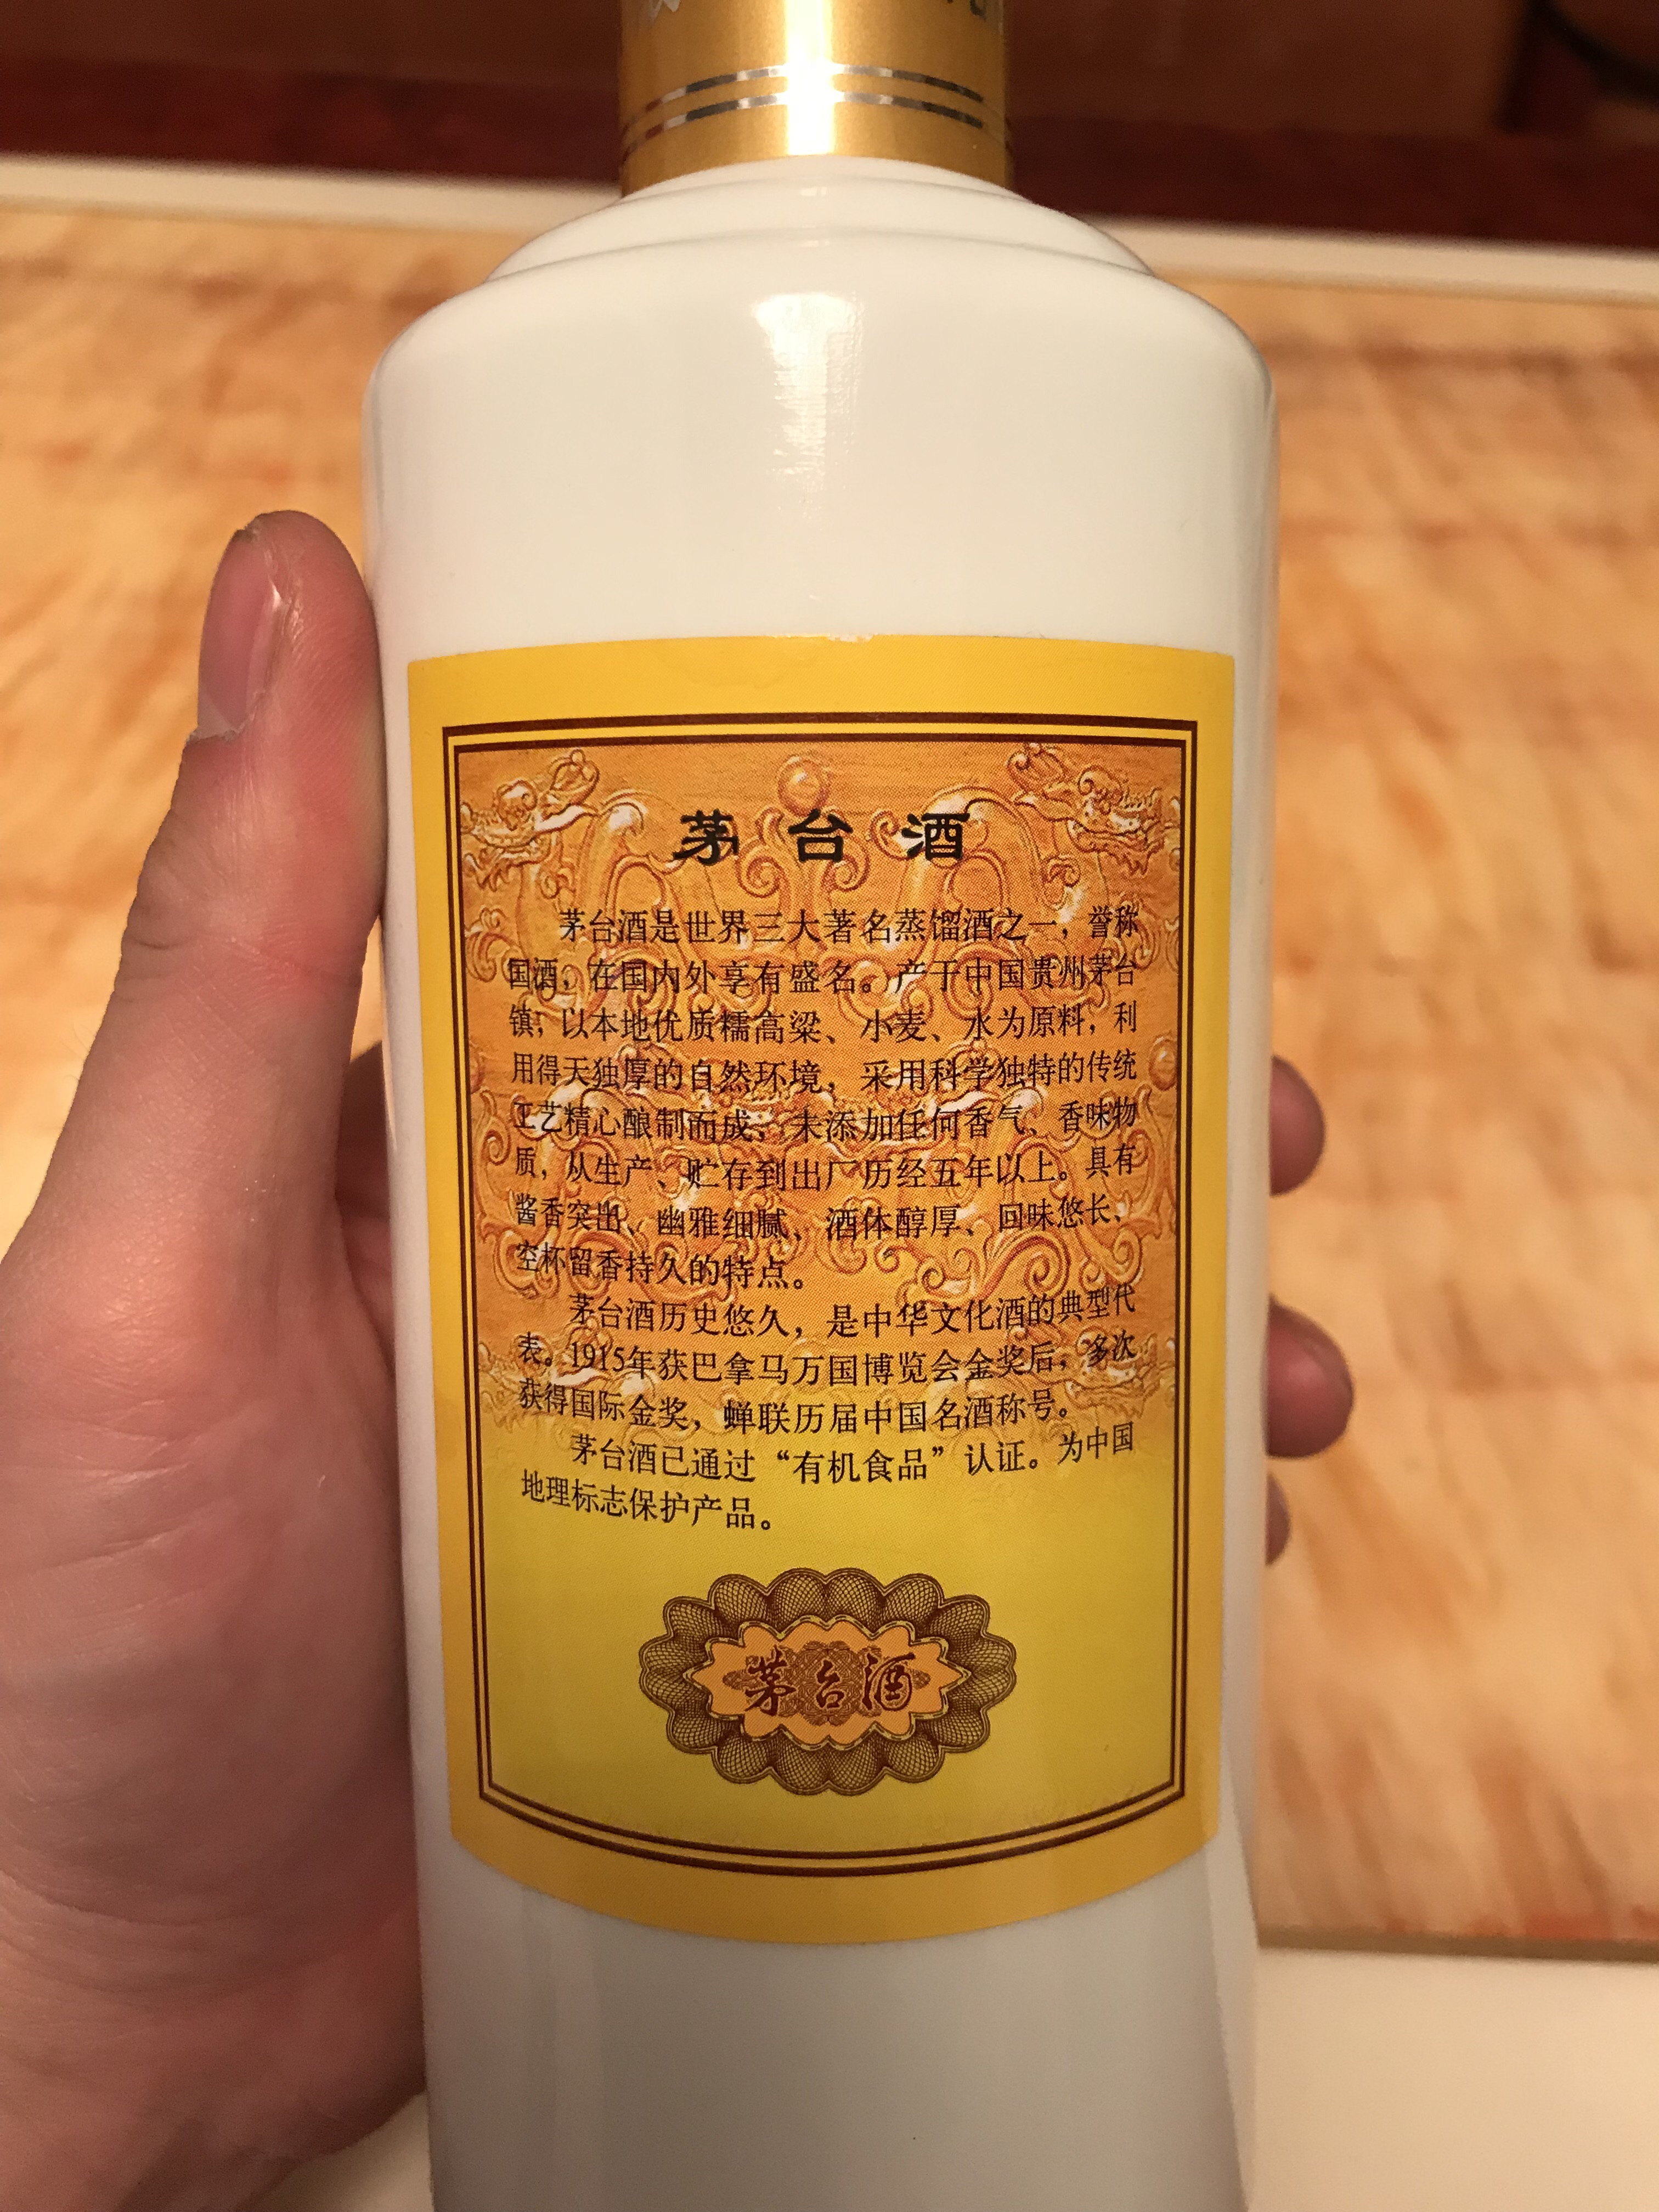 茅台酒
茅台酒是世界三大著名蒸馏酒之一，誉称
国酒，在国内外享有盛名。产于中国贵州茅台
镇，以本地优质糯高粱、小麦、水为原料，利
用得天独厚的自然环境，采用科学独特的传统
工艺精心酿制而成，未添加任何香气、香味物
质，从生产、贮存到出厂历经五年以上。具有
酱香突出、幽雅细腻、酒体醇厚、回味悠长、
空杯留香持久的特点。
茅台酒历史悠久，是中华文化酒的典型代
表。1915年获巴拿马万国博览会金奖后，多次
获得国际金奖，蝉联历届中国名酒称号。
茅台酒已通过“有机食品”认证。为中国
地理标志保护产品。
茅台酒